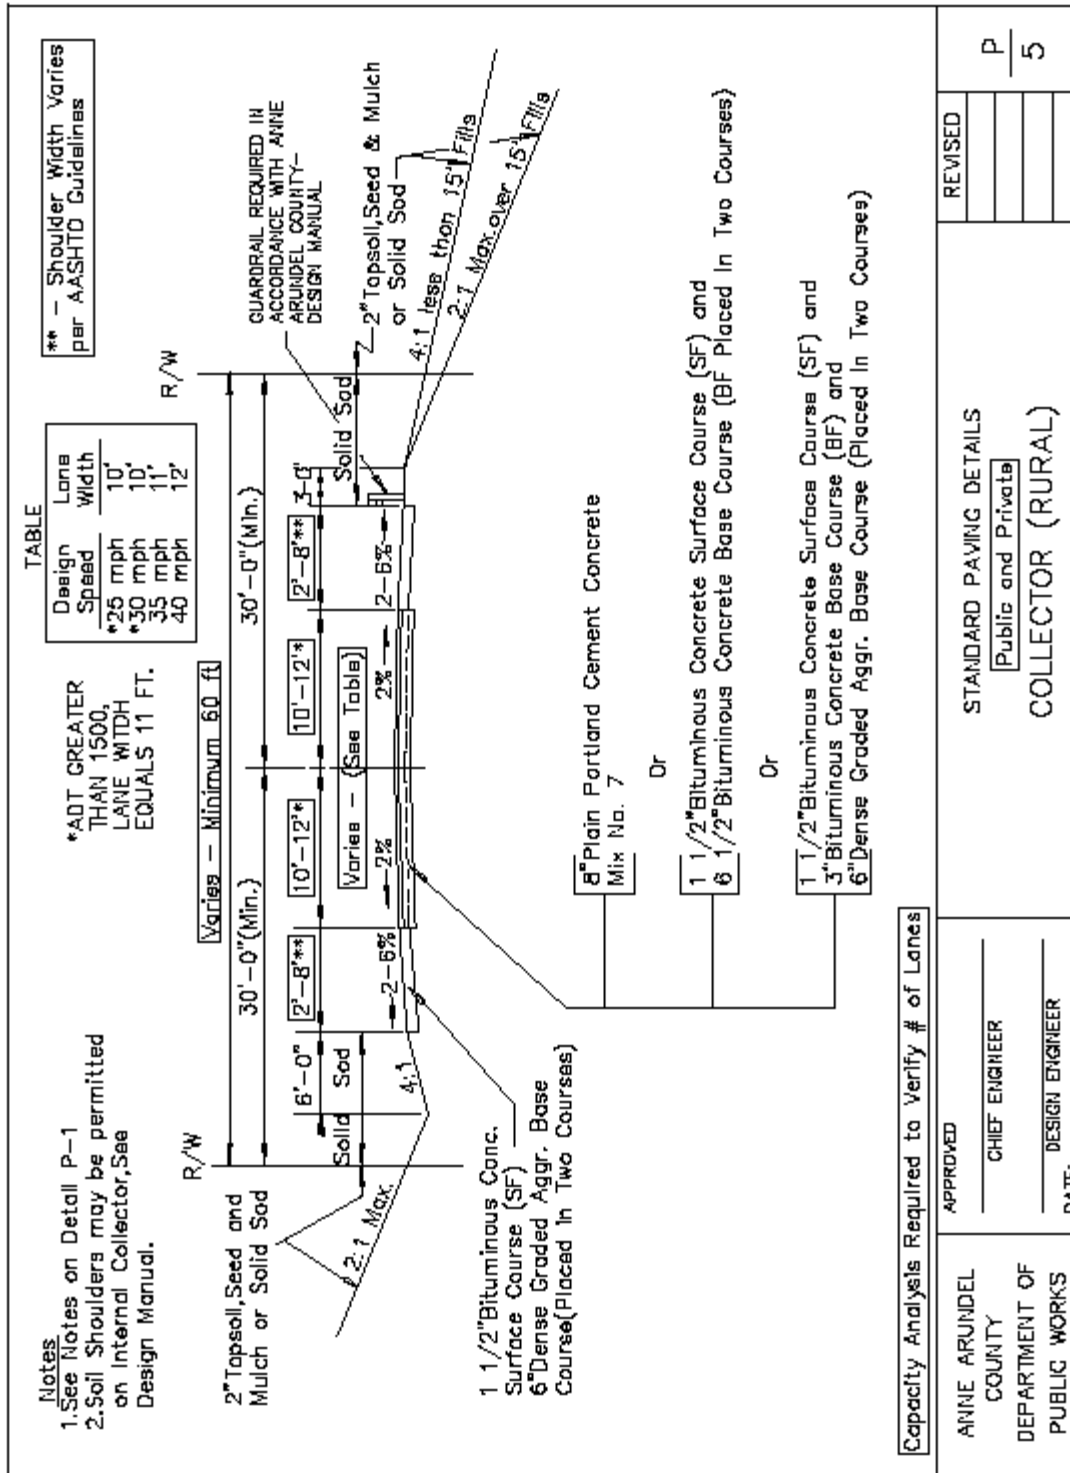 Notes
1.See Notes on Detail P-1
2.Soil Shoulders may be permitted
on Internal Collector,See
Design Manual.
*ADT GREATER
THAN 1500,
LANE WITDH
EQUALS 11 FT.
TABLE
Design Lane
Speed Width
*25 mph 10'
*30 mph 10'
35 mph 11'
40 mph 12'
** - Shoulder Width Varies
per AASHTO Guidelines
R/W
Varies - Minimum 60 ft
R/W
30'-0"(Min.)
30'-0"(Min.)
6'-0"
2'-8'**
10'-12'*
10'-12'*
2'-8'**
3'-0"
Solid Sod
Varies - (See Table)
Solid Sod
2-6%
2%
2%
2-6%
4:1
2:1 Max.
2"Topsoil,Seed and
Mulch or Solid Sod
GUARDRAIL REQUIRED IN
ACCORDANCE WITH ANNE
ARUNDEL COUNTY-
DESIGN MANUAL
2"Topsoil,Seed & Mulch
or Solid Sod
4:1 less than 15' Fills
2:1 Max.over 15' Fills
1 1/2"Bituminous Conc.
Surface Course (SF)
6"Dense Graded Aggr. Base
Course(Placed In Two Courses)
8"Plain Portland Cement Concrete
Mix No. 7
Or
1 1/2"Bituminous Concrete Surface Course (SF) and
6 1/2"Bituminous Concrete Base Course (BF Placed In Two Courses)
Or
1 1/2"Bituminous Concrete Surface Course (SF) and
3"Bituminous Concrete Base Course (BF) and
6"Dense Graded Aggr. Base Course (Placed In Two Courses)
Capacity Analysis Required to Verify # of Lanes
ANNE ARUNDEL
COUNTY
DEPARTMENT OF
PUBLIC WORKS
APPROVED
CHIEF ENGINEER
DESIGN ENGINEER
DATE:
STANDARD PAVING DETAILS
Public and Private
COLLECTOR (RURAL)
REVISED
P
5